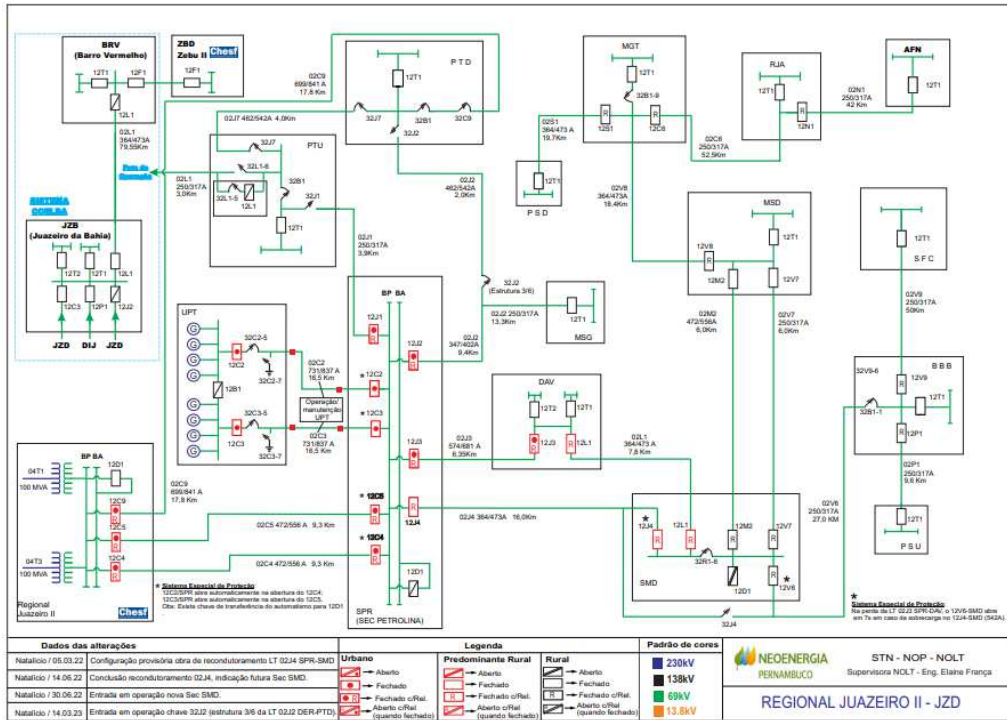 BRV
(Barro Vermelho)
12T1
12F1
12L1
ZBD
Zebu II
Chesf
12F1
02L1
364/473A
79,55Km
JZB
(Juazeiro da Bahia)
12T2
12T1
12L1
12C3
12P1
12J2
JZD
DIJ
JZD
02C9
699/841 A
17,8 Km
PTD
12T1
32J7
32B1
32C9
32J2
02J7 462/542A 4,0Km
PTU
32J7
32L1-6
32B1
32J1
32L1-5
12L1
12T1
02L1
250/317A
3,0Km
02J2
462/542A
2,0Km
02J1
250/317A
3,9Km
MGT
12T1
32B1-9
12S1
12C6
02S1
364/473 A
19,7Km
12T1
PSD
RJA
12T1
12N1
AFN
12T1
02N1
250/317A
42 Km
02C6
250/317A
52,5Km
02V8
364/473A
18,4Km
MSD
12T1
12V8
12M2
12V7
12T1
SFC
02V9
250/317A
50Km
02M2
472/556A
6,0Km
02V7
250/317A
6,0Km
32J2
(Estrutura 3/6)
02J2 250/317A
13,3Km
12T1
MSG
02J2
347/402A
9,4Km
UPT
G
G
G
G
G
G
G
12C2
32C2-5
32C2-7
12B1
12C3
32C3-5
32C3-7
02C2
731/837 A
16,5 Km
Operação/
manutenção
UPT
02C3
731/837 A
16,5 Km
BP BA
12J1
12J2
* 12C2
* 12C3
12J3
* 12C5
12J4
* 12C4
12D1
SPR
(SEC PETROLINA)
DAV
12T2
12T1
12J3
12L1
02J3
574/681 A
6,35Km
02L1
364/473 A
7,8 Km
02J4 364/473A 16,0Km
*
12J4
12L1
12M2
12V7
32R1-6
SMD
12D1
12V6
*
32J4
02V6
250/317A
27,0 KM
BBB
32V9-6
12V9
32B1-1
12T1
12P1
02P1
250/317A
9,6 Km
12T1
PSU
BP BA
12D1
04T1
100 MVA
12C9
12C5
12C4
04T3
100 MVA
Regional
Juazeiro II
Chesf
02C9
699/841 A
17,8 Km
02C5 472/556 A 9,3 Km
02C4 472/556 A 9,3 Km
* Sistema Especial de Proteção
12C2/SPR abre automaticamente na abertura do 12C4;
12C3/SPR abre automaticamente na abertura do 12C5.
Obs: Existe chave de transferência do automatismo para 12D1
*
Sistema Especial de Proteção
Na perda da LT 02J3 SPR-DAV, o 12V6-SMD abre
em 7s em caso de sobrecarga no 12J4-SMD (542A).
Dados das alterações
Natalício / 05.03.22 Configuração provisória obra de recondutoramento LT 02J4 SPR-SMD
Natalício / 14.06.22 Conclusão recondutoramento 02J4, indicação futura Sec SMD.
Natalício / 30.06.22 Entrada em operação nova Sec SMD.
Natalício / 14.03.23 Entrada em operação chave 32J2 (estrutura 3/6 da LT 02J2 DER-PTD).
Legenda
Urbano
Aberto
Fechado
Fechado c/Rel.
Aberto c/Rel
(quando fechado)
Predominante Rural
Aberto
Fechado
Fechado c/Rel.
Aberto c/Rel
(quando fechado)
Rural
Aberto
Fechado
Fechado c/Rel.
Aberto c/Rel
(quando fechado)
Padrão de cores
230kV
138kV
69kV
13.8kV
NEOENERGIA
PERNAMBUCO
STN - NOP - NOLT
Supervisora NOLT - Eng. Elaine França
REGIONAL JUAZEIRO II - JZD